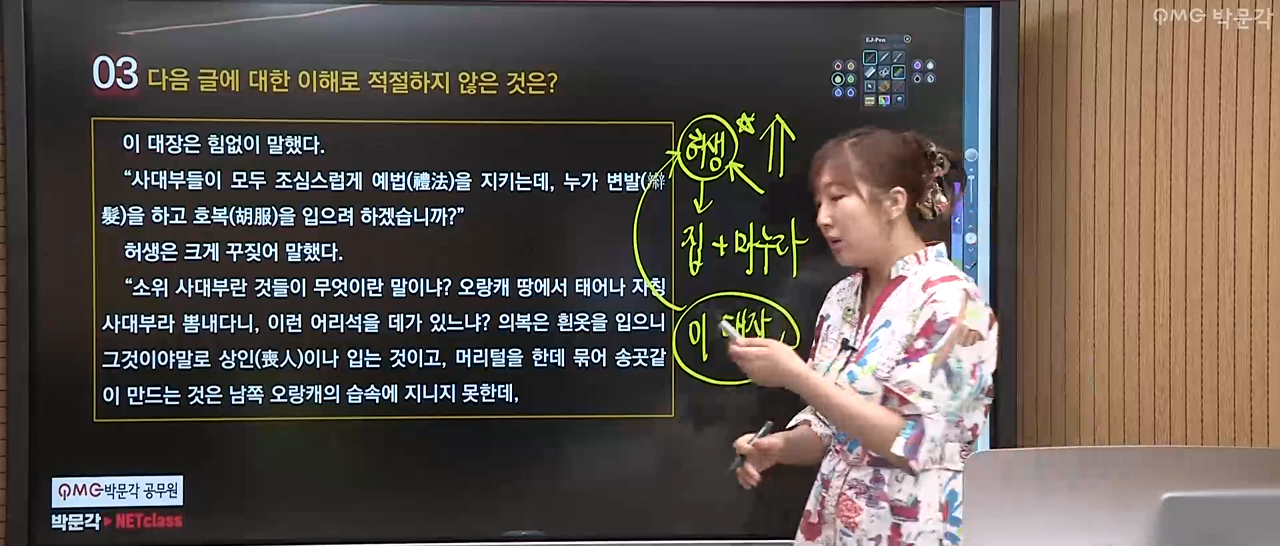 QMG 박문각
EJ-Pen
03 다음 글에 대한 이해로 적절하지 않은 것은?
이 대장은 힘없이 말했다.
“사대부들이 모두 조심스럽게 예법(禮法)을 지키는데, 누가 변발(辮
髮)을 하고 호복(胡服)을 입으려 하겠습니까?”
허생은 크게 꾸짖어 말했다.
“소위 사대부란 것들이 무엇이란 말이냐? 오랑캐 땅에서 태어나 자칭
사대부라 뽐내다니, 이런 어리석을 데가 있느냐? 의복은 흰옷을 입으니
그것이야말로 상인(喪人)이나 입는 것이고, 머리털을 한데 묶어 송곳같
이 만드는 것은 남쪽 오랑캐의 습속에 지니지 못한데,
허생
집 + 마누라
이 대장
QMG 박문각 공무원
박문각 NETclass